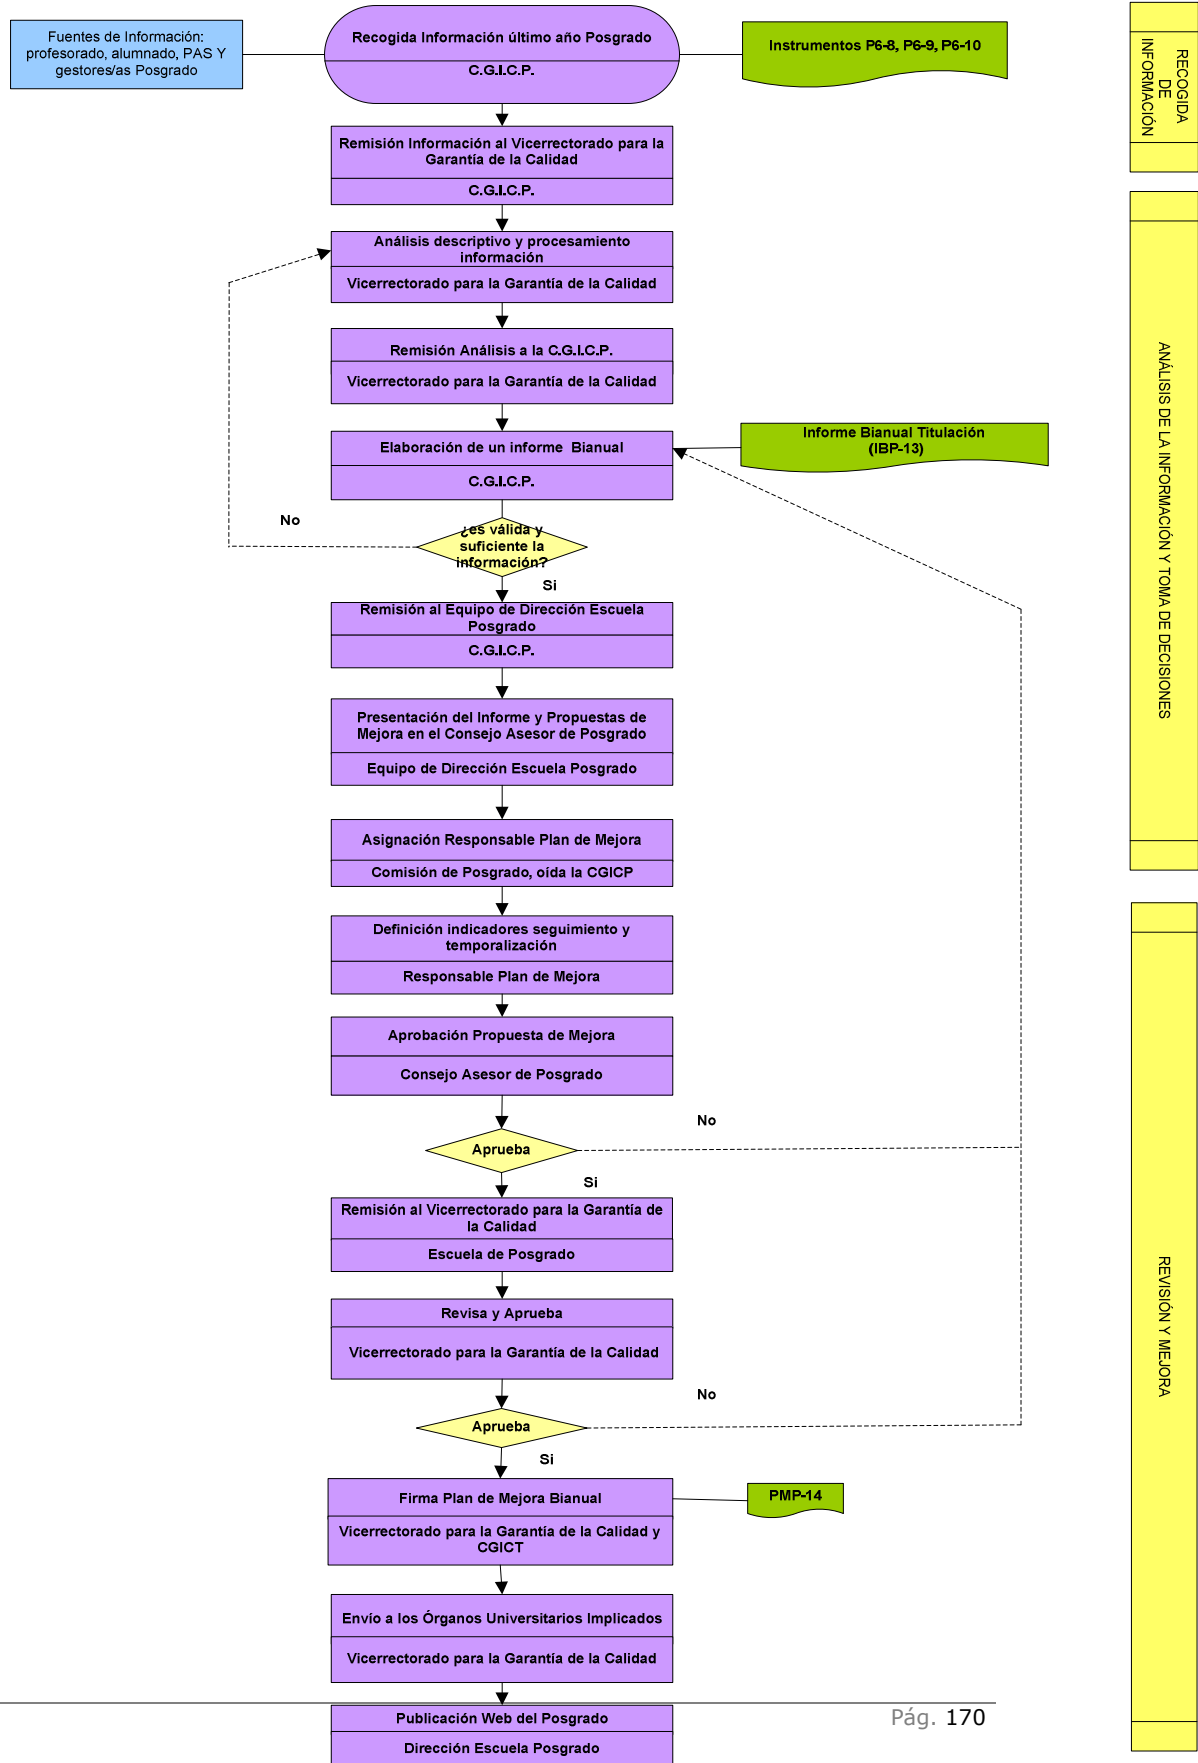 Fuentes de Información:
profesorado, alumnado, PAS Y
gestores/as Posgrado
Recogida Información último año Posgrado
C.G.I.C.P.
Instrumentos P6-8, P6-9, P6-10
RECOGIDA
DE
INFORMACIÓN
Remisión Información al Vicerrectorado para la
Garantía de la Calidad
C.G.I.C.P.
Análisis descriptivo y procesamiento
información
Vicerrectorado para la Garantía de la Calidad
Remisión Análisis a la C.G.I.C.P.
Vicerrectorado para la Garantía de la Calidad
ANÁLISIS DE LA INFORMACIÓN Y TOMA DE DECISIONES
Elaboración de un informe Bianual
C.G.I.C.P.
Informe Bianual Titulación
(IBP-13)
No
¿es válida y
suficiente la
información?
Si
Remisión al Equipo de Dirección Escuela
Posgrado
C.G.I.C.P.
Presentación del Informe y Propuestas de
Mejora en el Consejo Asesor de Posgrado
Equipo de Dirección Escuela Posgrado
Asignación Responsable Plan de Mejora
Comisión de Posgrado, oída la CGICP
Definición indicadores seguimiento y
temporalización
Responsable Plan de Mejora
Aprobación Propuesta de Mejora
Consejo Asesor de Posgrado
No
Aprueba
Si
Remisión al Vicerrectorado para la Garantía de
la Calidad
Escuela de Posgrado
REVISIÓN Y MEJORA
Revisa y Aprueba
Vicerrectorado para la Garantía de la Calidad
No
Aprueba
Si
Firma Plan de Mejora Bianual
Vicerrectorado para la Garantía de la Calidad y
CGICT
PMP-14
Envío a los Órganos Universitarios Implicados
Vicerrectorado para la Garantía de la Calidad
Publicación Web del Posgrado
Dirección Escuela Posgrado
Pág. 170